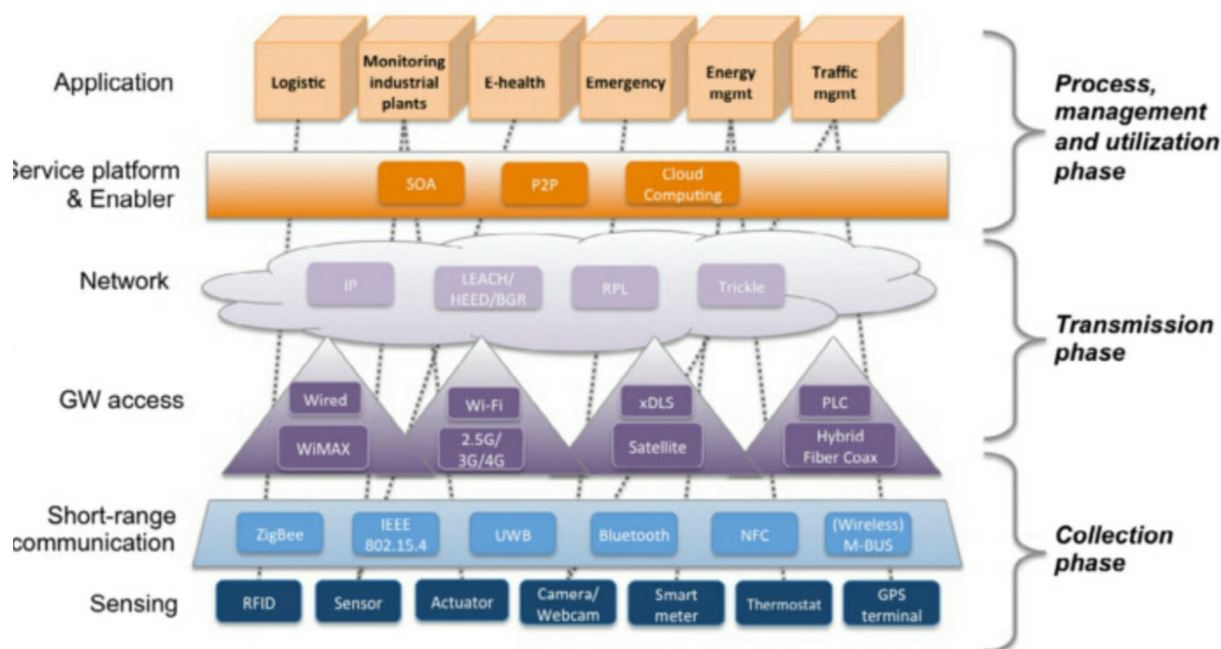 Application
Logistic
Monitoring
industrial
plants
E-health
Emergency
Energy
mgmt
Traffic
mgmt
Process,
management
and utilization
phase
Service platform
& Enabler
SOA
P2P
Cloud
Computing
Network
IP
LEACH/
HEED/BGR
RPL
Trickle
Transmission
phase
GW access
Wired
WiMAX
Wi-Fi
2.5G/
3G/4G
xDLS
Satellite
PLC
Hybrid
Fiber Coax
Short-range
communication
ZigBee
IEEE
802.15.4
UWB
Bluetooth
NFC
(Wireless)
M-BUS
Collection
phase
Sensing
RFID
Sensor
Actuator
Camera/
Webcam
Smart
meter
Thermostat
GPS
terminal